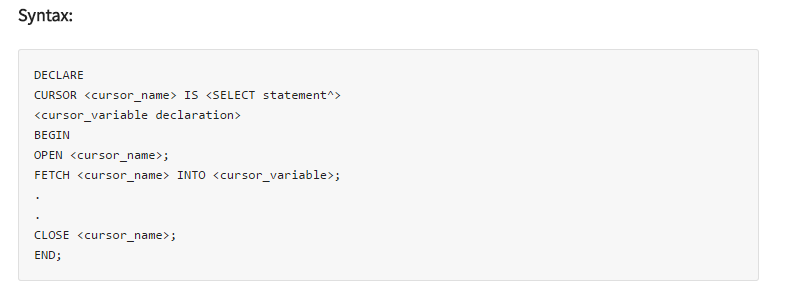 Syntax:
DECLARE
CURSOR <cursor_name> IS <SELECT statement^>
<cursor_variable declaration>
BEGIN
OPEN <cursor_name>;
FETCH <cursor_name> INTO <cursor_variable>;
.
.
CLOSE <cursor_name>;
END;